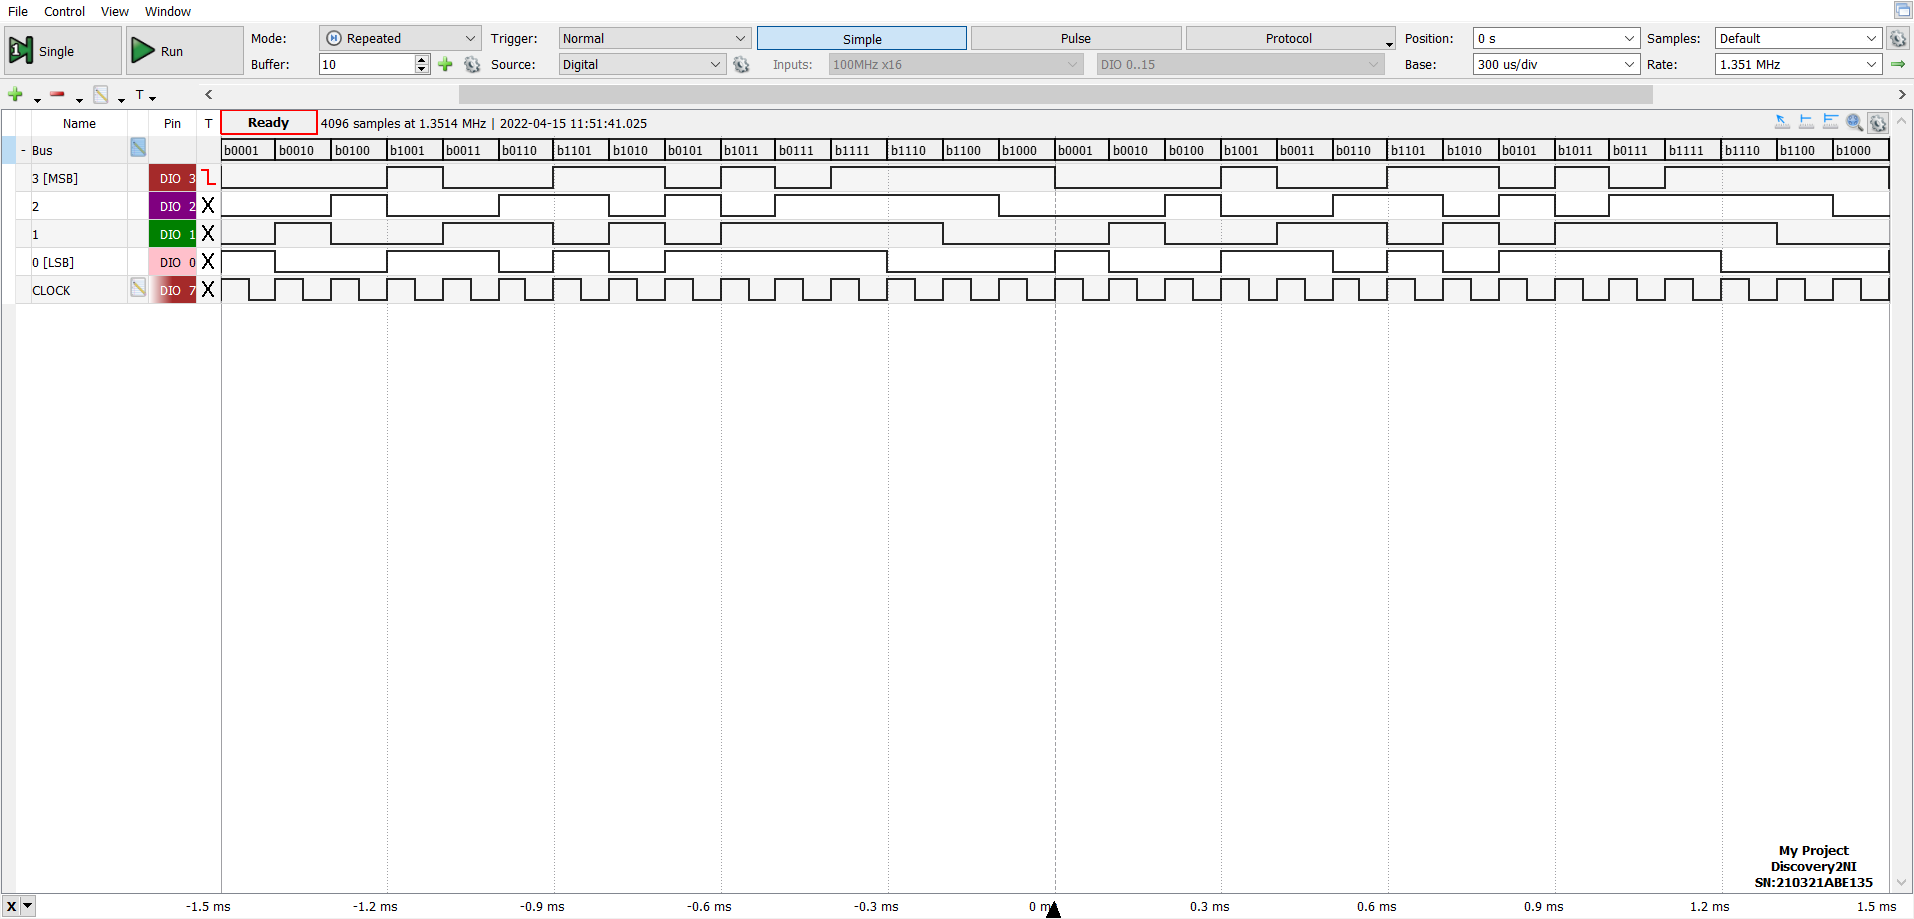 File Control View Window
Single Run Mode: Repeated Trigger: Normal Simple Pulse Protocol Position: 0 s Samples: Default
Buffer: 10 Source: Digital Inputs: 100MHz x16 DIO 0..15 Base: 300 us/div Rate: 1.351 MHz
T
Name Pin T Ready 4096 samples at 1.3514 MHz | 2022-04-15 11:51:41.025
- Bus b0001 b0010 b0100 b1001 b0011 b0110 b1101 b1010 b0101 b1011 b0111 b1111 b1110 b1100 b1000 b0001 b0010 b0100 b1001 b0011 b0110 b1101 b1010 b0101 b1011 b0111 b1111 b1110 b1100 b1000
3 [MSB] DIO 3
2 DIO 2 X
1 DIO 1 X
0 [LSB] DIO 0 X
CLOCK DIO 7 X
My Project
Discovery2NI
SN:210321ABE135
X -1.5 ms -1.2 ms -0.9 ms -0.6 ms -0.3 ms 0 ms 0.3 ms 0.6 ms 0.9 ms 1.2 ms 1.5 ms